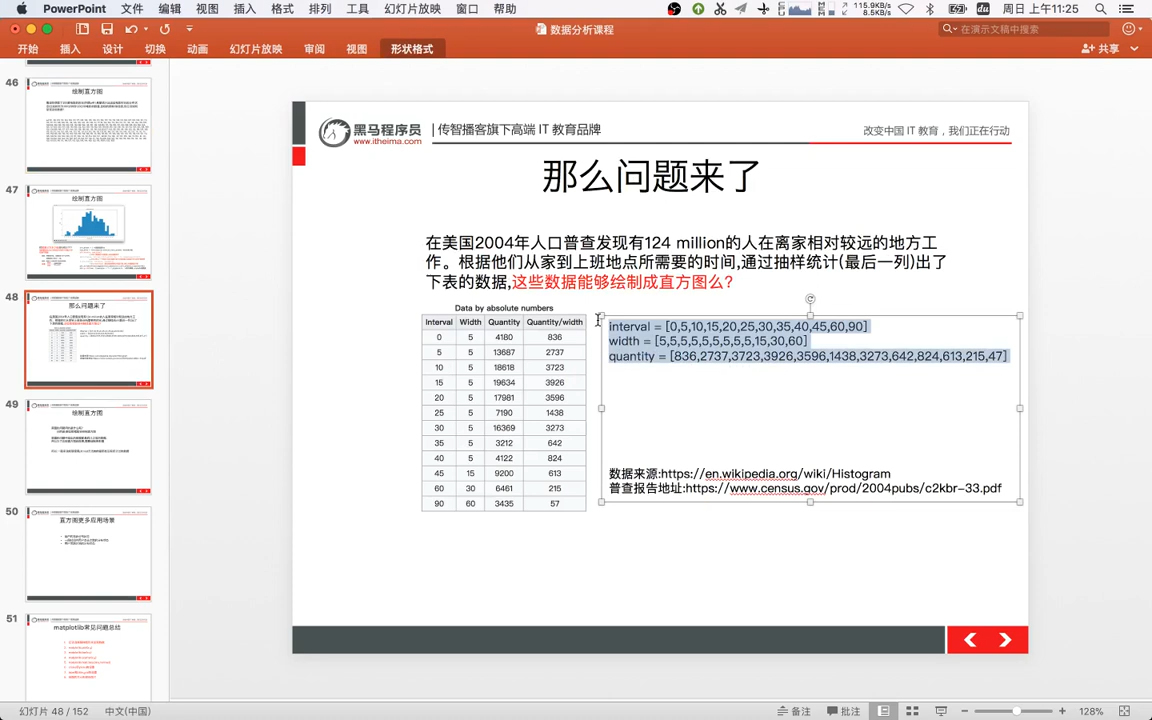 PowerPoint 文件 编辑 视图 插入 格式 排列 工具 幻灯片放映 窗口 帮助 115.9KB/s 8.5KB/s 周日 上午11:25
数据分析课程
在演示文稿中搜索
开始 插入 设计 切换 动画 幻灯片放映 审阅 视图 形状格式 共享
46
绘制直方图
47
绘制直方图
48
那么问题来了
49
绘制直方图
50
直方图更多应用场景
51
matplotlib常见问题总结
黑马程序员 | 传智播客旗下高端 IT 教育品牌
www.itheima.com
改变中国 IT 教育，我们正在行动
那么问题来了
在美国2004年人口普查发现有124 million的人在离家相对较远的地方工
作。根据他们从家到上班地点所需要的时间,通过抽样统计(最后一列)出了
下表的数据,这些数据能够绘制成直方图么?
Data by absolute numbers
Interval Width Quantity Quantity/width
0 5 4180 836
5 5 13687 2737
10 5 18618 3723
15 5 19634 3926
20 5 17981 3596
25 5 7190 1438
30 5 16369 3273
35 5 3212 642
40 5 4122 824
45 15 9200 613
60 30 6461 215
90 60 3435 57
interval = [0,5,10,15,20,25,30,35,40,45,60,90]
width = [5,5,5,5,5,5,5,5,5,15,30,60]
quantity = [836,2737,3723,3926,3596,1438,3273,642,824,613,215,47]
数据来源:https://en.wikipedia.org/wiki/Histogram
普查报告地址:https://www.census.gov/prod/2004pubs/c2kbr-33.pdf
幻灯片 48 / 152 中文(中国) 备注 批注 128%